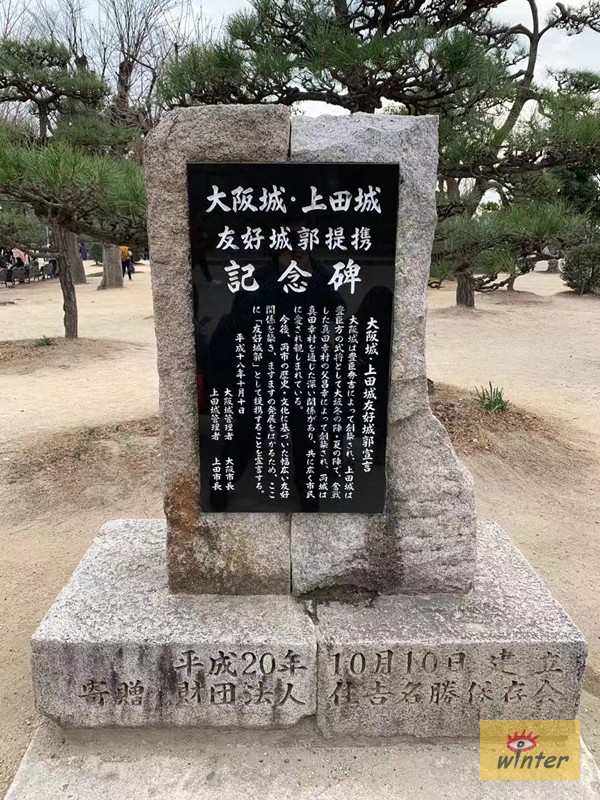 大阪城・上田城
友好城郭提携
記念碑
大阪城、上田城友好城郭宣言
大阪城は豊臣秀吉によって創築され、上田城は
豊臣方の武将として大坂冬の陣・夏の陣で、奮戦
した真田幸村の父昌幸によって創築され、両城は
真田幸村を通じた深い関係があり、共に広く市民
に愛され親しまれている。
今後、両市の歴史・文化に基づいた幅広い友好
関係を築き、ますますの発展をはかるため、ここ
に「友好城郭」として提携することを宣言する。
平成十八年十月十日
大阪城管理者 大阪市長
上田城管理者 上田市長
平成20年 10月10日 建立
寄贈 財団法人 住吉名勝保存会
winter